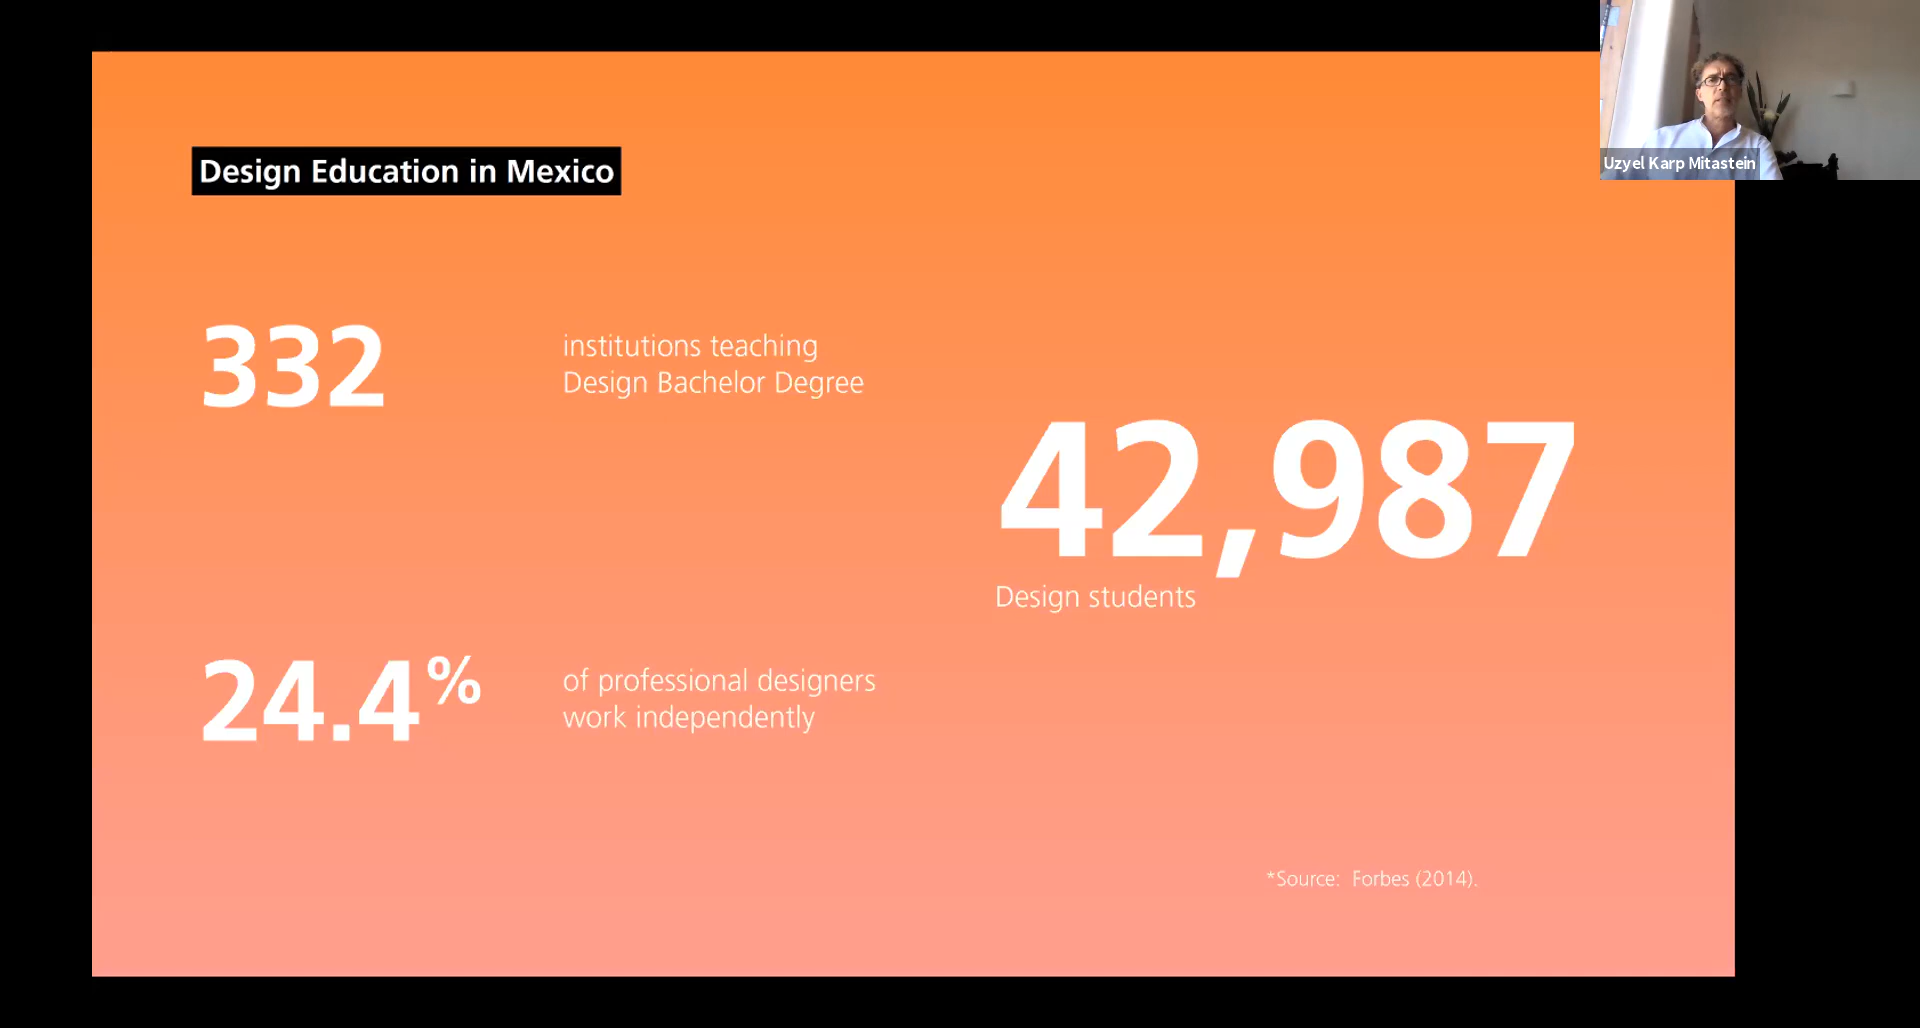 Uzyel Karp Mitastein
Design Education in Mexico
332
institutions teaching
Design Bachelor Degree
42,987
Design students
24.4%
of professional designers
work independently
*Source: Forbes (2014).